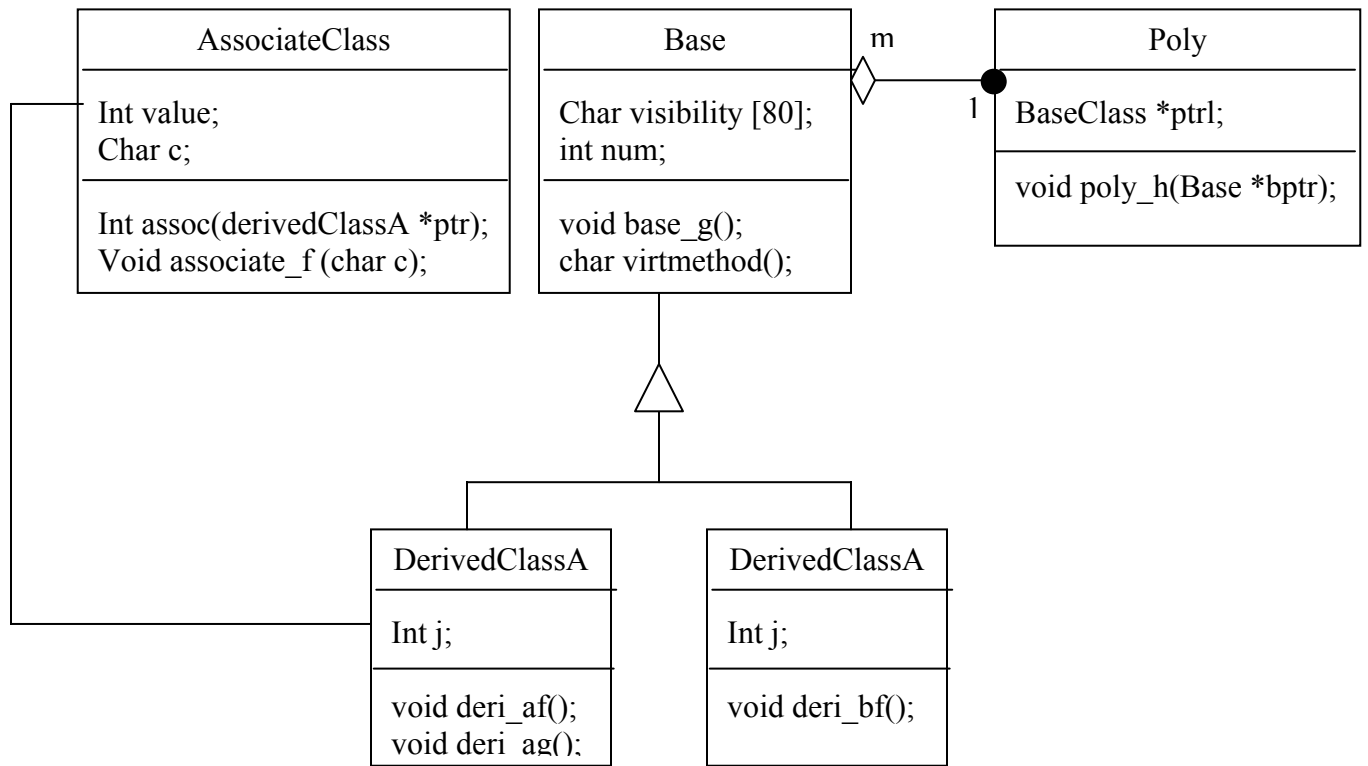 AssociateClass
Int value;
Char c;
Int assoc(derivedClassA *ptr);
Void associate_f (char c);
Base
Char visibility [80];
int num;
void base_g();
char virtmethod();
m
1
Poly
BaseClass *ptrl;
void poly_h(Base *bptr);
DerivedClassA
Int j;
void deri_af();
void deri_ag();
DerivedClassA
Int j;
void deri_bf();